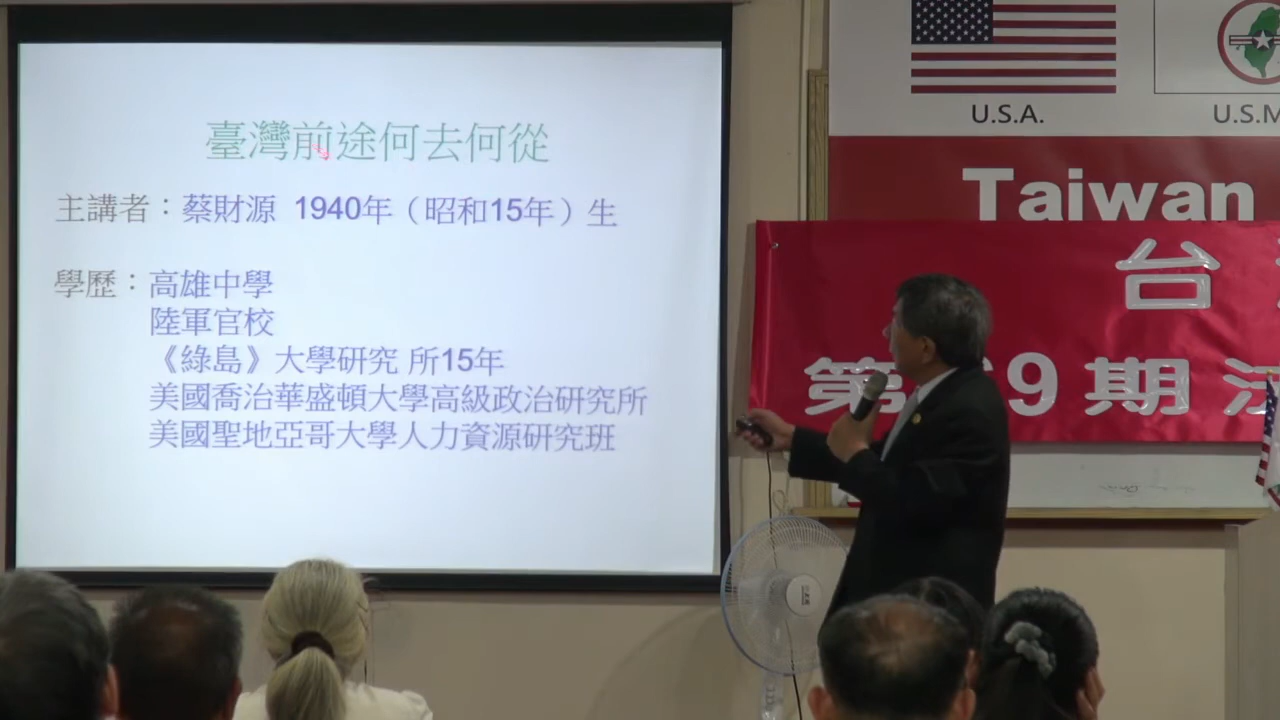 臺灣前途何去何從
主講者：蔡財源 1940年（昭和15年）生
學歷：高雄中學
陸軍官校
《綠島》大學研究 所15年
美國喬治華盛頓大學高級政治研究所
美國聖地亞哥大學人力資源研究班
U.S.A.
U.S.M
Taiwan
台
第 69 期